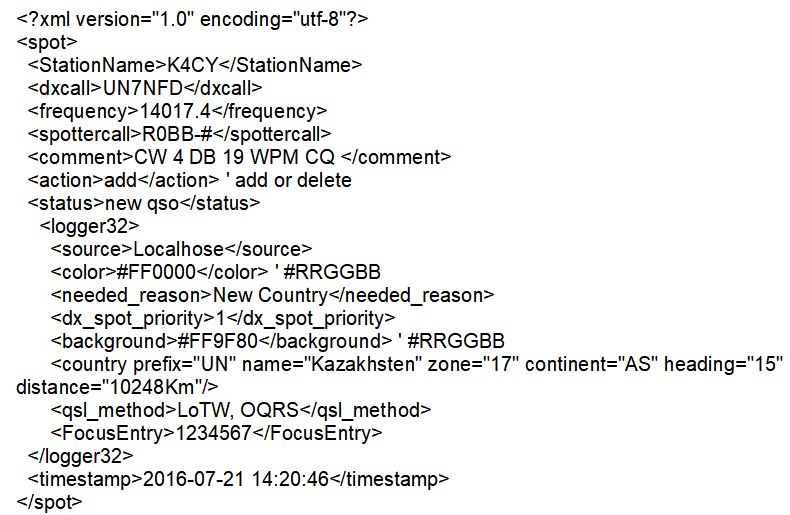 <?xml version="1.0" encoding="utf-8"?>
<spot>
<StationName>K4CY</StationName>
<dxcall>UN7NFD</dxcall>
<frequency>14017.4</frequency>
<spottercall>R0BB-#</spottercall>
<comment>CW 4 DB 19 WPM CQ </comment>
<action>add</action> ' add or delete
<status>new qso</status>
<logger32>
<source>Localhose</source>
<color>#FF0000</color> ' #RRGGBB
<needed_reason>New Country</needed_reason>
<dx_spot_priority>1</dx_spot_priority>
<background>#FF9F80</background> ' #RRGGBB
<country prefix="UN" name="Kazakhsten" zone="17" continent="AS" heading="15"
distance="10248Km"/>
<qsl_method>LoTW, OQRS</qsl_method>
<FocusEntry>1234567</FocusEntry>
</logger32>
<timestamp>2016-07-21 14:20:46</timestamp>
</spot>